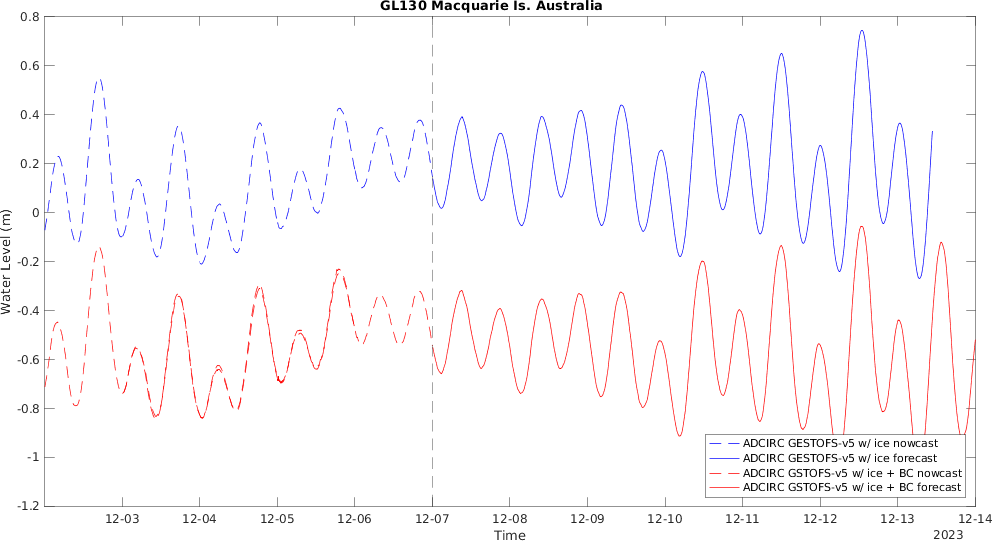 GL130 Macquarie Is. Australia
Water Level (m)
0.8
0.6
0.4
0.2
0
-0.2
-0.4
-0.6
-0.8
-1
-1.2
ADCIRC GESTOFS-v5 w/ ice nowcast
ADCIRC GESTOFS-v5 w/ ice forecast
ADCIRC GSTOFS-v5 w/ ice + BC nowcast
ADCIRC GSTOFS-v5 w/ ice + BC forecast
12-03 12-04 12-05 12-06 12-07 12-08 12-09 12-10 12-11 12-12 12-13 12-14
Time
2023